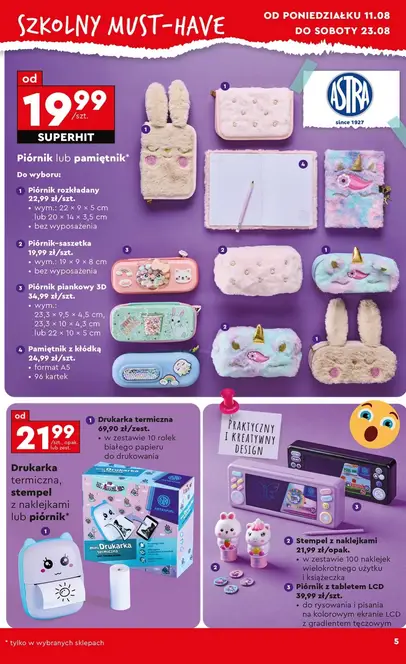 SZKOLNY MUST-HAVE
OD PONIEDZIAŁKU 11.08
DO SOBOTY 23.08
od
19.99
/szt.
SUPERHIT
ASTRA
since 1927
Piórnik lub pamiętnik*
Do wyboru:
1 Piórnik rozkładany
22,99 zł/szt.
• wym.: 22 × 9 × 5 cm
lub 20 × 14 × 3,5 cm
• bez wyposażenia
2 Piórnik-saszetka
19,99 zł/szt.
• wym.: 19 × 9 × 8 cm
• bez wyposażenia
3 Piórnik piankowy 3D
34,99 zł/szt.
• wym.:
23,3 × 9,5 × 4,5 cm,
23,3 × 10 × 4,3 cm
lub 22 × 10 × 5 cm
4 Pamiętnik z kłódką
24,99 zł/szt.
• format A5
• 96 kartek
1
1
4
3
2
2
1
od
21.99
/szt., opak.
lub zest.
Drukarka
termiczna,
stempel
z naklejkami
lub piórnik*
1 Drukarka termiczna
69,90 zł/zest.
• w zestawie 10 rolek
białego papieru
do drukowania
ASTRA
mini Drukarka
termiczna
PRAKTYCZNY
I KREATYWNY
DESIGN
3
2
2 Stempel z naklejkami
21,99 zł/opak.
• w zestawie 100 naklejek
wielokrotnego użytku
i książeczka
3 Piórnik z tabletem LCD
39,99 zł/szt.
• do rysowania i pisania
na kolorowym ekranie LCD
z gradientem tęczowym
* tylko w wybranych sklepach
5